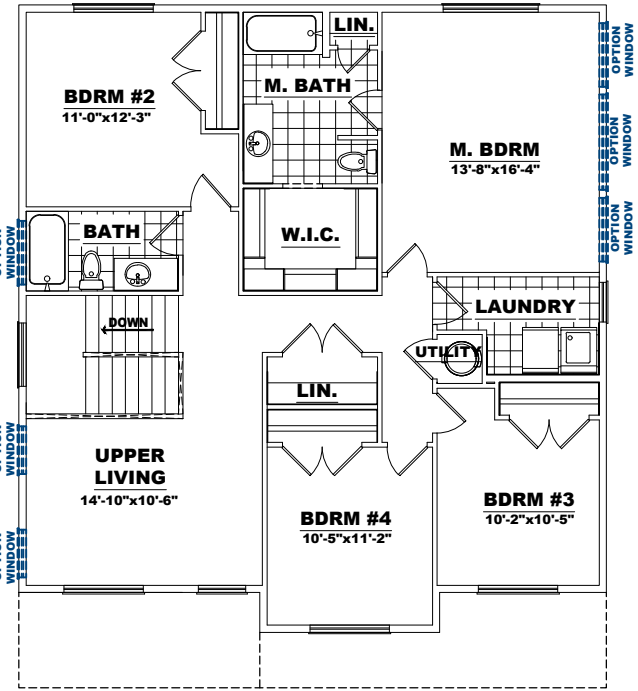 LIN.
OPTION
WINDOW
M. BATH
BDRM #2
11'-0"x12'-3"
M. BDRM
13'-8"x16'-4"
OPTION
WINDOW
OPTION
WINDOW
BATH
W.I.C.
WINDOW
LAUNDRY
DOWN
UTILITY
LIN.
WINDOW
UPPER
LIVING
14'-10"x10'-6"
BDRM #4
10'-5"x11'-2"
BDRM #3
10'-2"x10'-5"
WINDOW